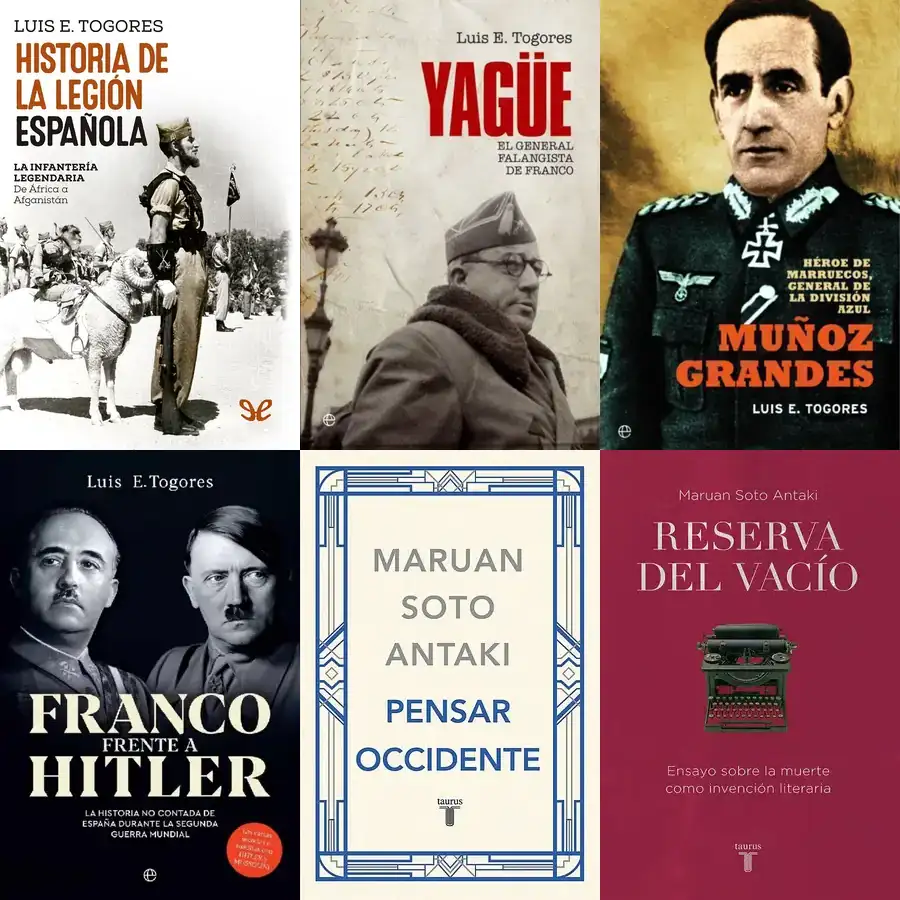 LUIS E. TOGORES
HISTORIA DE
LA LEGIÓN
ESPAÑOLA
LA INFANTERÍA
LEGENDARIA
De África a
Afganistán
Luis E. Togores
YAGÜE
EL GENERAL
FALANGISTA
DE FRANCO
HÉROE DE
MARRUECOS,
GENERAL DE
LA DIVISIÓN
AZUL
MUÑOZ
GRANDES
LUIS E. TOGORES
Luis E.Togores
FRANCO
FRENTE A
HITLER
LA HISTORIA NO CONTADA DE
ESPAÑA DURANTE LA SEGUNDA
GUERRA MUNDIAL
MARUAN
SOTO
ANTAKI
PENSAR
OCCIDENTE
taurus
Maruan Soto Antaki
RESERVA
DEL VACÍO
Ensayo sobre la muerte
como invención literaria
taurus